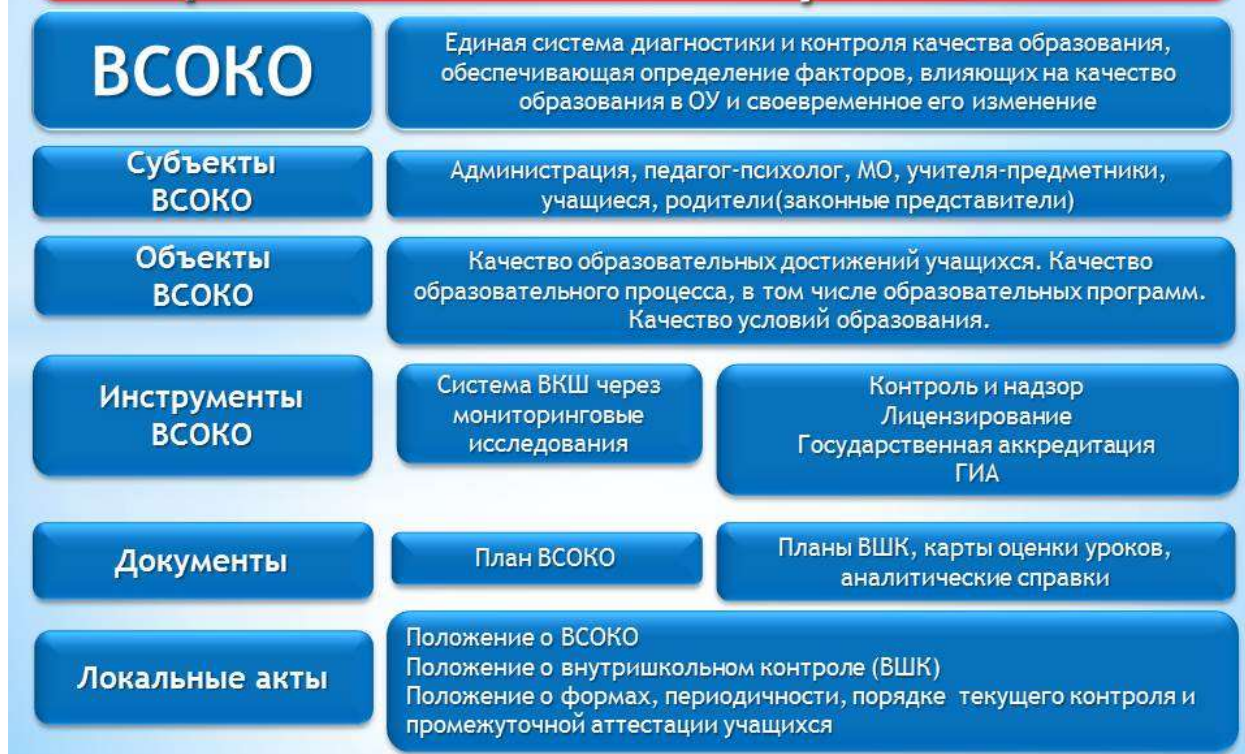 ВСОКО
Единая система диагностики и контроля качества образования,
обеспечивающая определение факторов, влияющих на качество
образования в ОУ и своевременное его изменение
Субъекты
ВСОКО
Администрация, педагог-психолог, МО, учителя-предметники,
учащиеся, родители(законные представители)
Объекты
ВСОКО
Качество образовательных достижений учащихся. Качество
образовательного процесса, в том числе образовательных программ.
Качество условий образования.
Инструменты
ВСОКО
Система ВКШ через
мониторинговые
исследования
Контроль и надзор
Лицензирование
Государственная аккредитация
ГИА
Документы
План ВСОКО
Планы ВШК, карты оценки уроков,
аналитические справки
Локальные акты
Положение о ВСОКО
Положение о внутришкольном контроле (ВШК)
Положение о формах, периодичности, порядке текущего контроля и
промежуточной аттестации учащихся